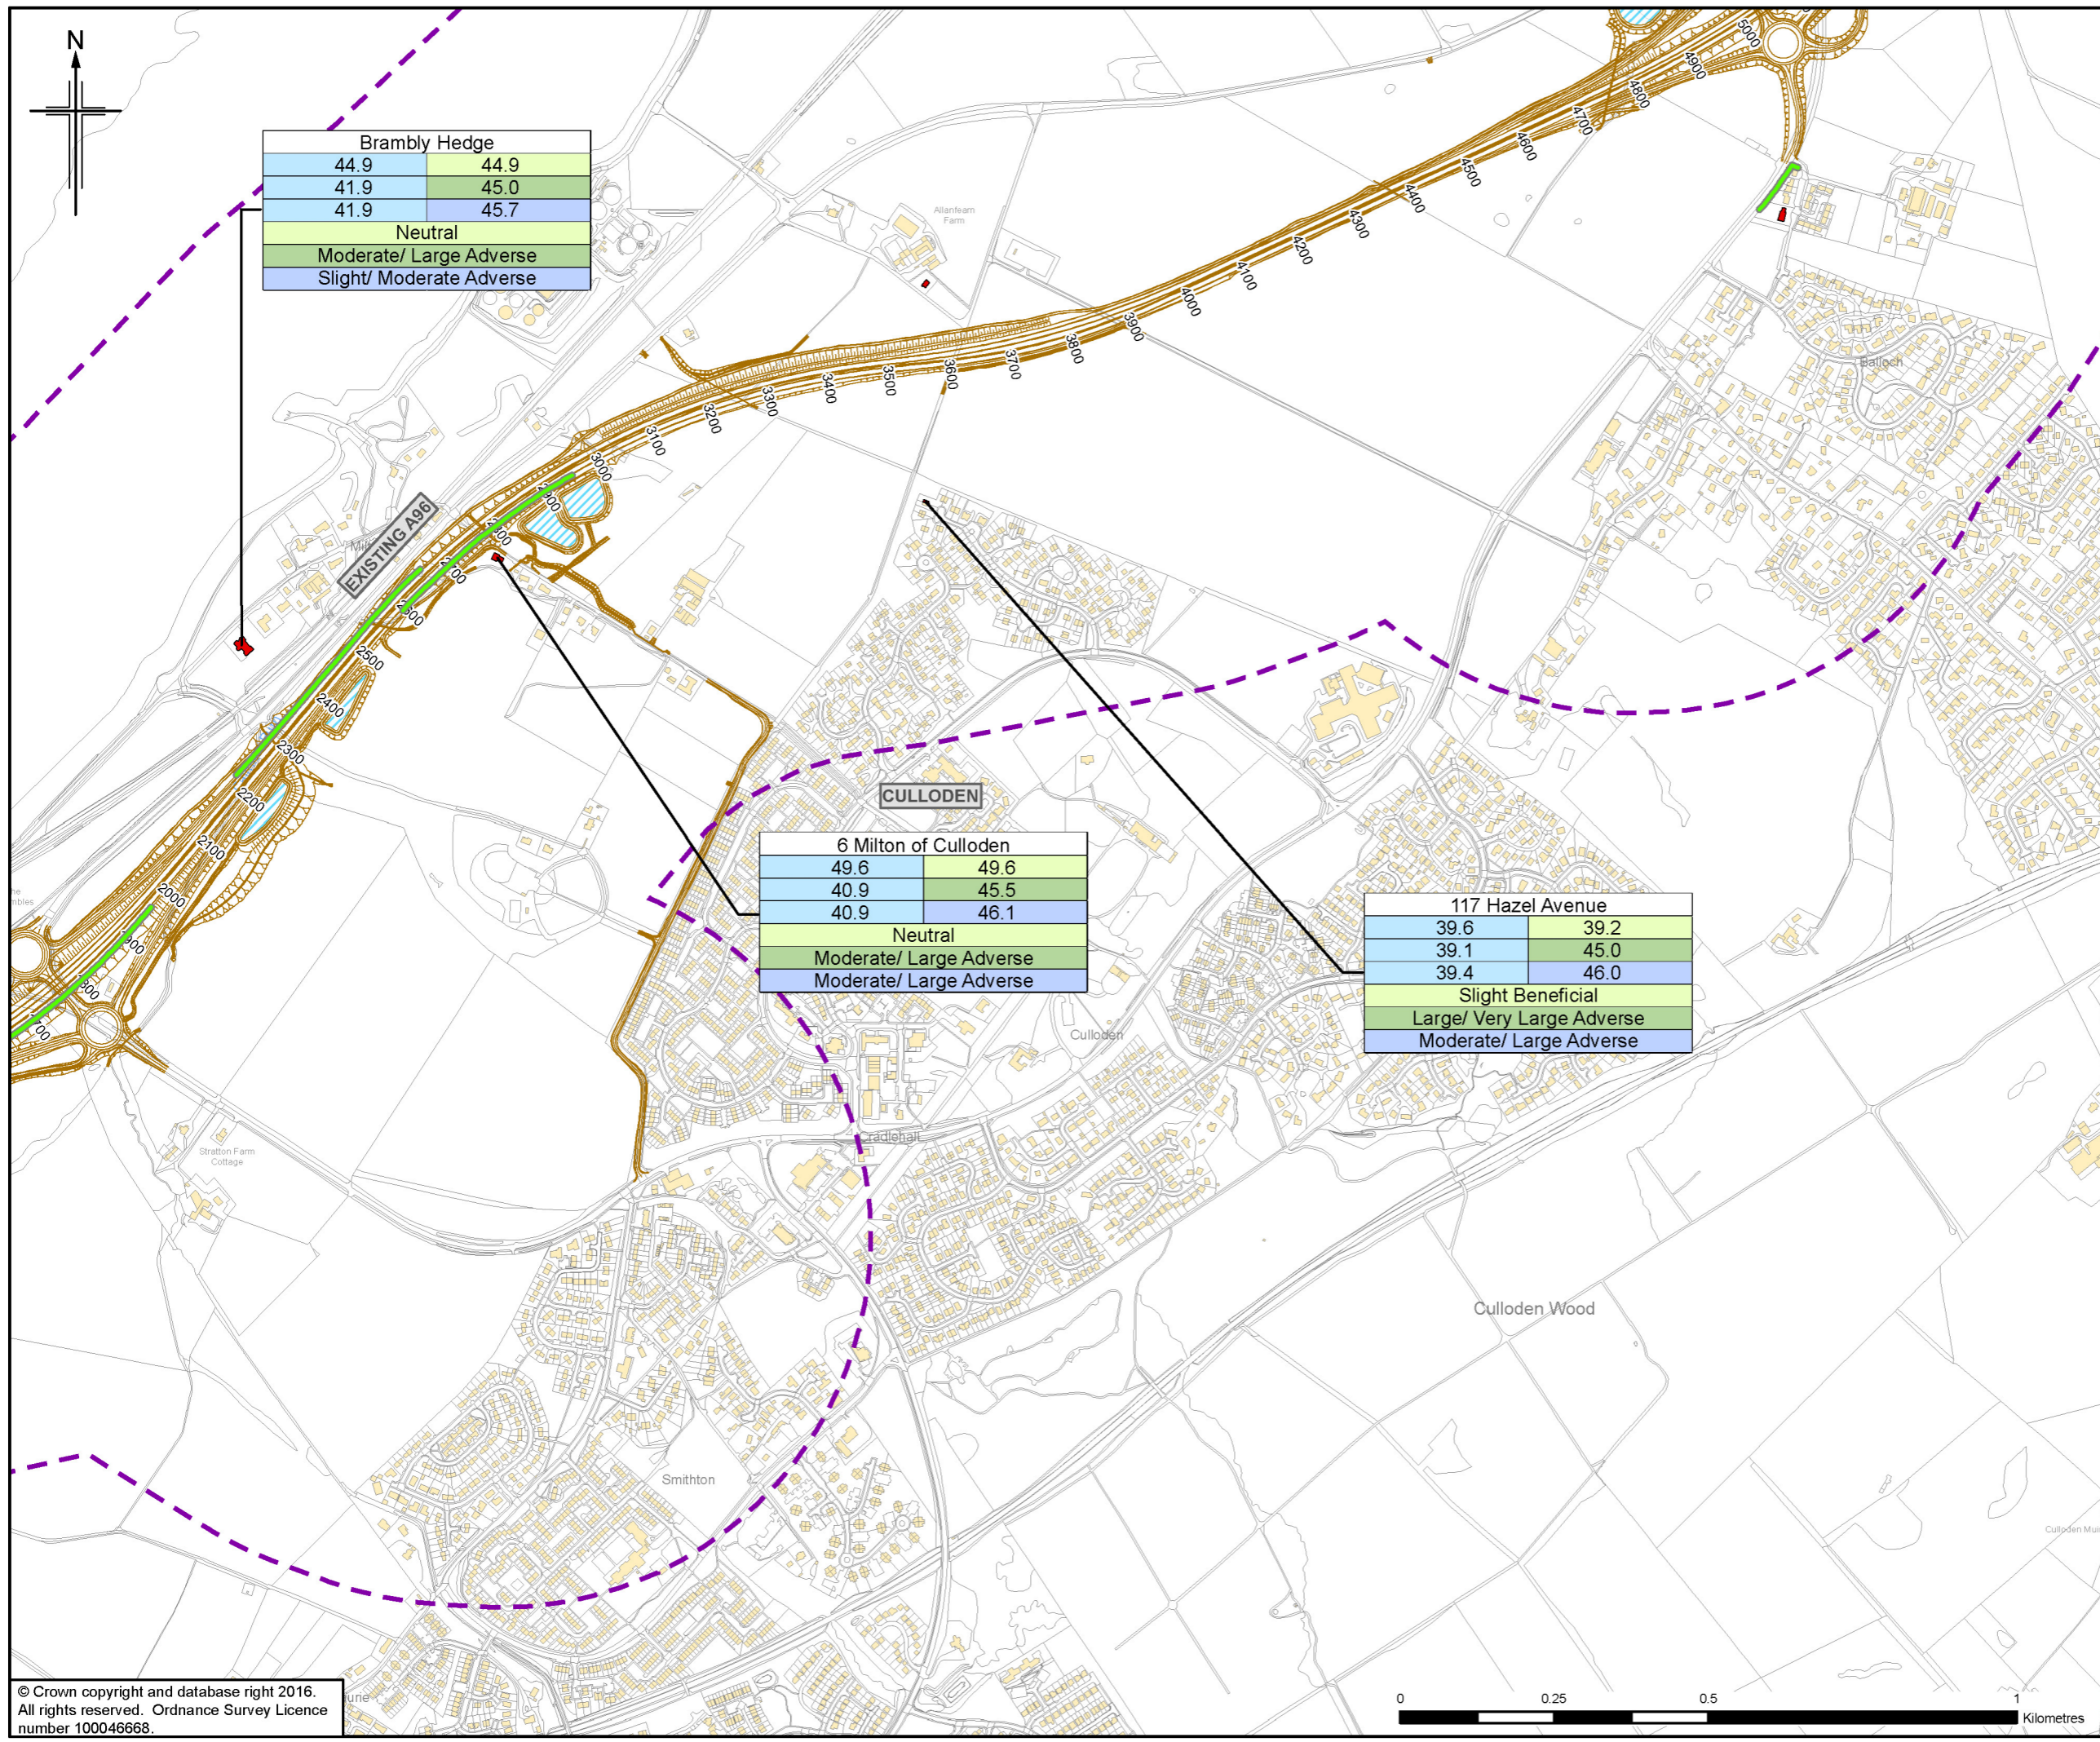 N
Brambly Hedge
44.9 44.9
41.9 45.0
41.9 45.7
Neutral
Moderate/ Large Adverse
Slight/ Moderate Adverse
Allanfearn
Farm
5000
4900
4800
4700
4600
4500
4400
4300
4200
4100
4000
3900
3800
3700
3600
3500
3400
3300
3200
3100
3000
2700
2500
2400
2300
2200
2100
2000
Balloch
EXISTING A96
CULLODEN
6 Milton of Culloden
49.6 49.6
40.9 45.5
40.9 46.1
Neutral
Moderate/ Large Adverse
Moderate/ Large Adverse
117 Hazel Avenue
39.6 39.2
39.1 45.0
39.4 46.0
Slight Beneficial
Large/ Very Large Adverse
Moderate/ Large Adverse
Culloden
Stratton Farm
Cottage
Culloden Wood
Smithton
© Crown copyright and database right 2016.
All rights reserved. Ordnance Survey Licence
number 100046668.
0 0.25 0.5 1
Kilometres